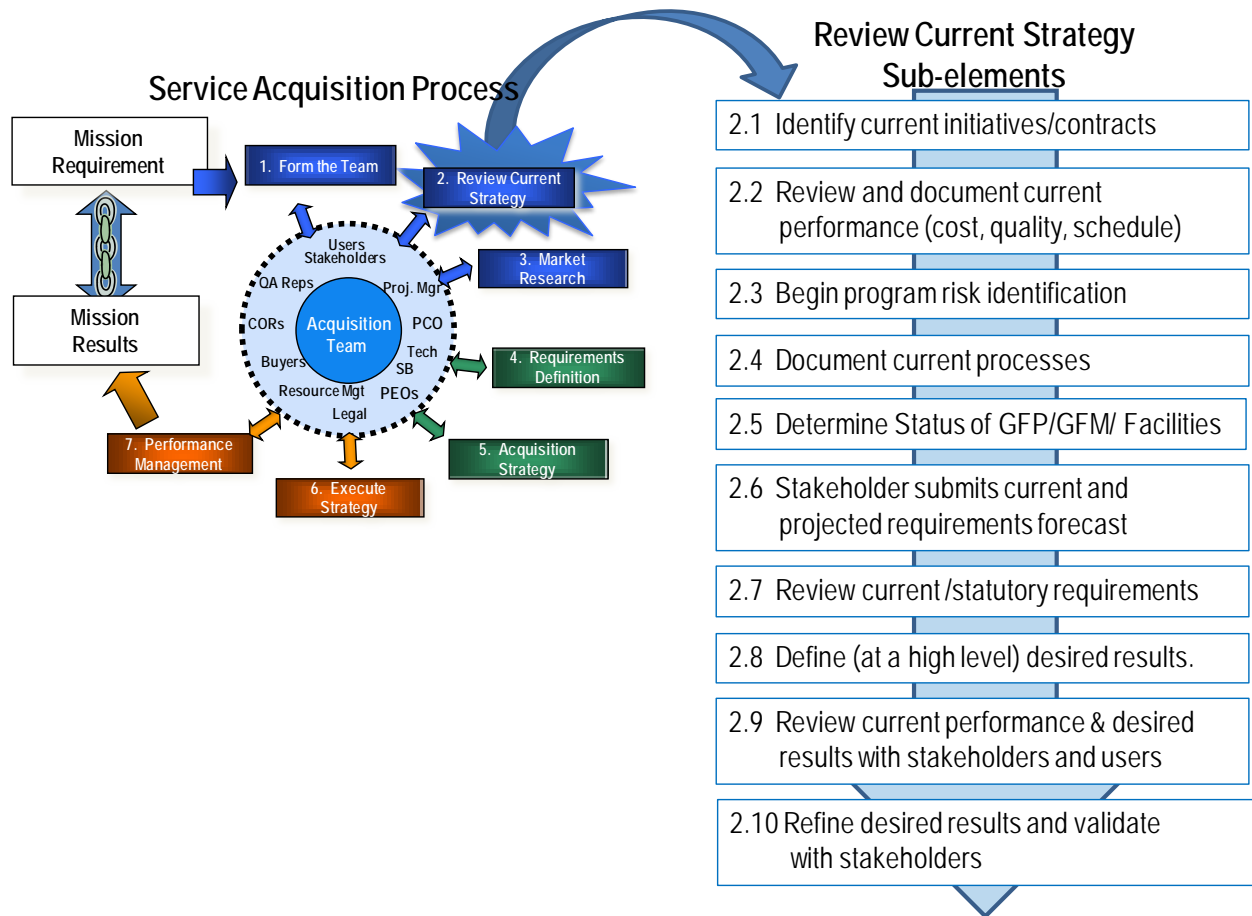 Service Acquisition Process
Mission
Requirement
Mission
Results
1. Form the Team
2. Review Current
Strategy
3. Market
Research
4. Requirements
Definition
5. Acquisition
Strategy
6. Execute
Strategy
7. Performance
Management
Users
Stakeholders
QA Reps
Proj. Mgr
CORs
PCO
Acquisition
Team
Buyers
Tech
SB
Resource Mgt
PEOs
Legal
Review Current Strategy
Sub-elements
2.1 Identify current initiatives/contracts
2.2 Review and document current
performance (cost, quality, schedule)
2.3 Begin program risk identification
2.4 Document current processes
2.5 Determine Status of GFP/GFM/ Facilities
2.6 Stakeholder submits current and
projected requirements forecast
2.7 Review current /statutory requirements
2.8 Define (at a high level) desired results.
2.9 Review current performance & desired
results with stakeholders and users
2.10 Refine desired results and validate
with stakeholders